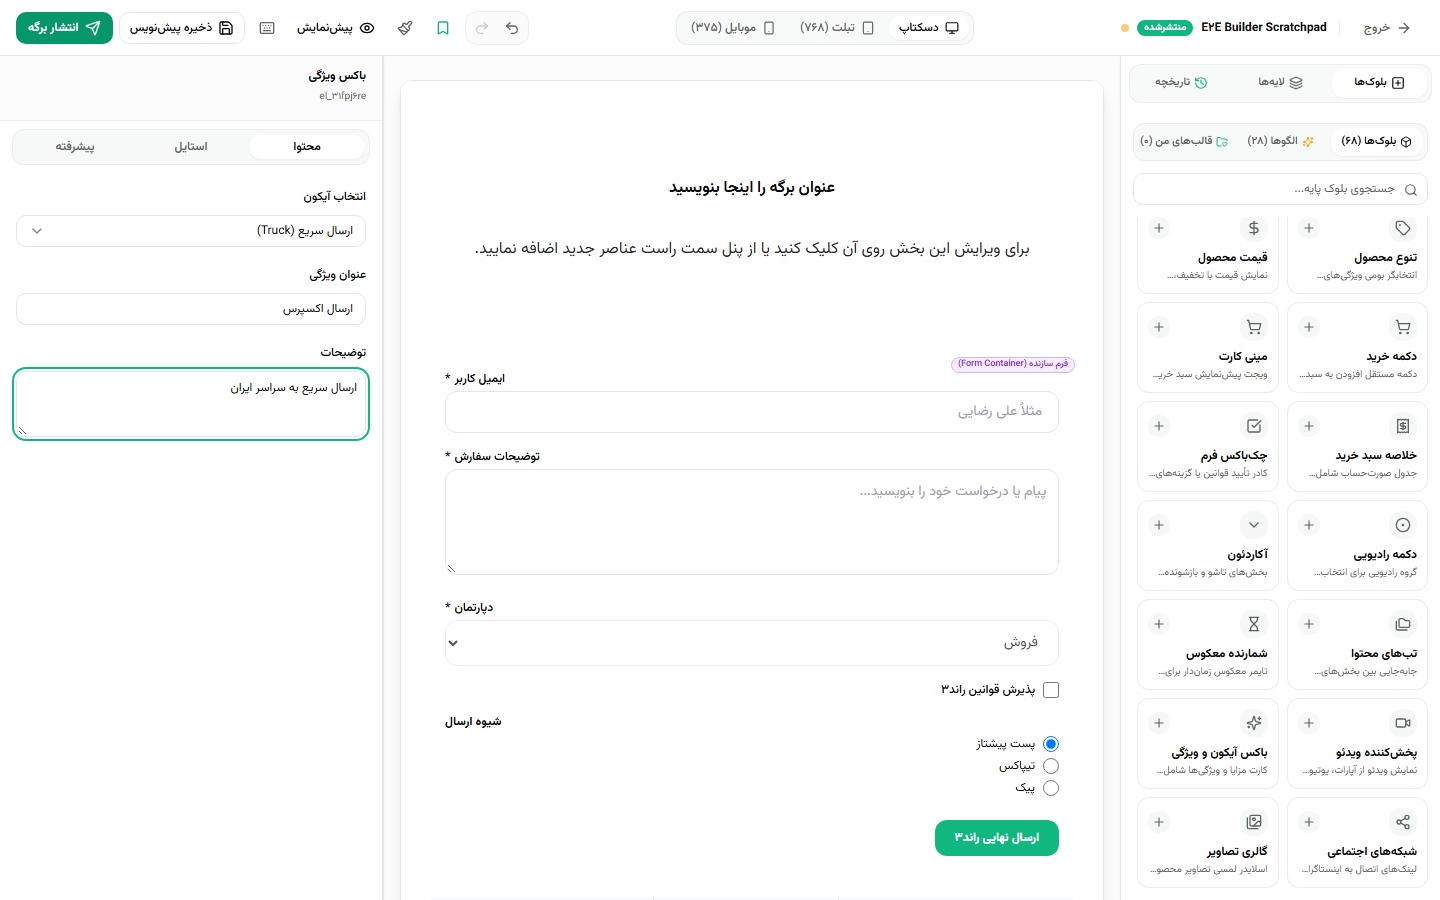 خروج
E۲E Builder Scratchpad
منتشرشده
دسکتاپ
تبلت (۷۶۸)
موبایل (۳۷۵)
پیش‌نمایش
ذخیره پیش‌نویس
انتشار برگه
بلوک‌ها
لایه‌ها
تاریخچه
بلوک‌ها (۶۸)
الگوها (۲۸)
قالب‌های من (۰)
جستجوی بلوک پایه...
تنوع محصول
انتخابگر بومی ویژگی‌های...
قیمت محصول
نمایش قیمت با تخفیف،...
دکمه خرید
دکمه مستقل افزودن به سبد...
مینی کارت
ویجت پیش‌نمایش سبد خری...
خلاصه سبد خرید
جدول صورت‌حساب شامل...
چک‌باکس فرم
کادر تأیید قوانین یا گزینه‌های...
دکمه رادیویی
گروه رادیویی برای انتخاب...
آکاردئون
بخش‌های تاشو و بازشونده...
تب‌های محتوا
جابه‌جایی بین بخش‌های...
شمارنده معکوس
تایمر معکوس زمان‌دار برای...
پخش‌کننده ویدئو
نمایش ویدئو از آپارات، یوتیو...
باکس آیکون و ویژگی
کارت مزایا و ویژگی‌ها شامل...
شبکه‌های اجتماعی
لینک‌های اتصال به اینستاگرا...
گالری تصاویر
اسلایدر لمسی تصاویر محصو...
عنوان برگه را اینجا بنویسید
برای ویرایش این بخش روی آن کلیک کنید یا از پنل سمت راست عناصر جدید اضافه نمایید.
فرم سازنده (Form Container)
ایمیل کاربر *
مثلاً علی رضایی
توضیحات سفارش *
پیام یا درخواست خود را بنویسید...
دپارتمان *
فروش
پذیرش قوانین راند۳
شیوه ارسال
پست پیشتاز
تیپاکس
پیک
ارسال نهایی راند۳
باکس ویژگی
el_۳۱fpj۶re
محتوا
استایل
پیشرفته
انتخاب آیکون
ارسال سریع (Truck)
عنوان ویژگی
ارسال اکسپرس
توضیحات
ارسال سریع به سراسر ایران